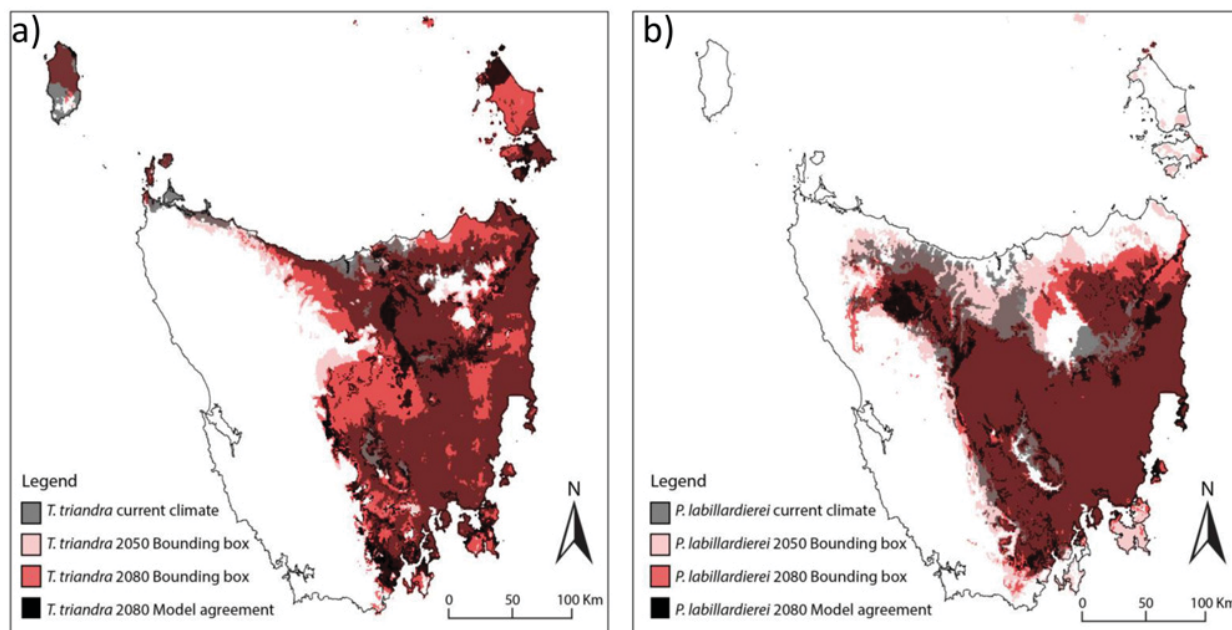 a)
Legend
T. triandra current climate
T. triandra 2050 Bounding box
T. triandra 2080 Bounding box
T. triandra 2080 Model agreement
N
0 50 100 Km
b)
Legend
P. labillardierei current climate
P. labillardierei 2050 Bounding box
P. labillardierei 2080 Bounding box
P. labillardierei 2080 Model agreement
N
0 50 100 Km